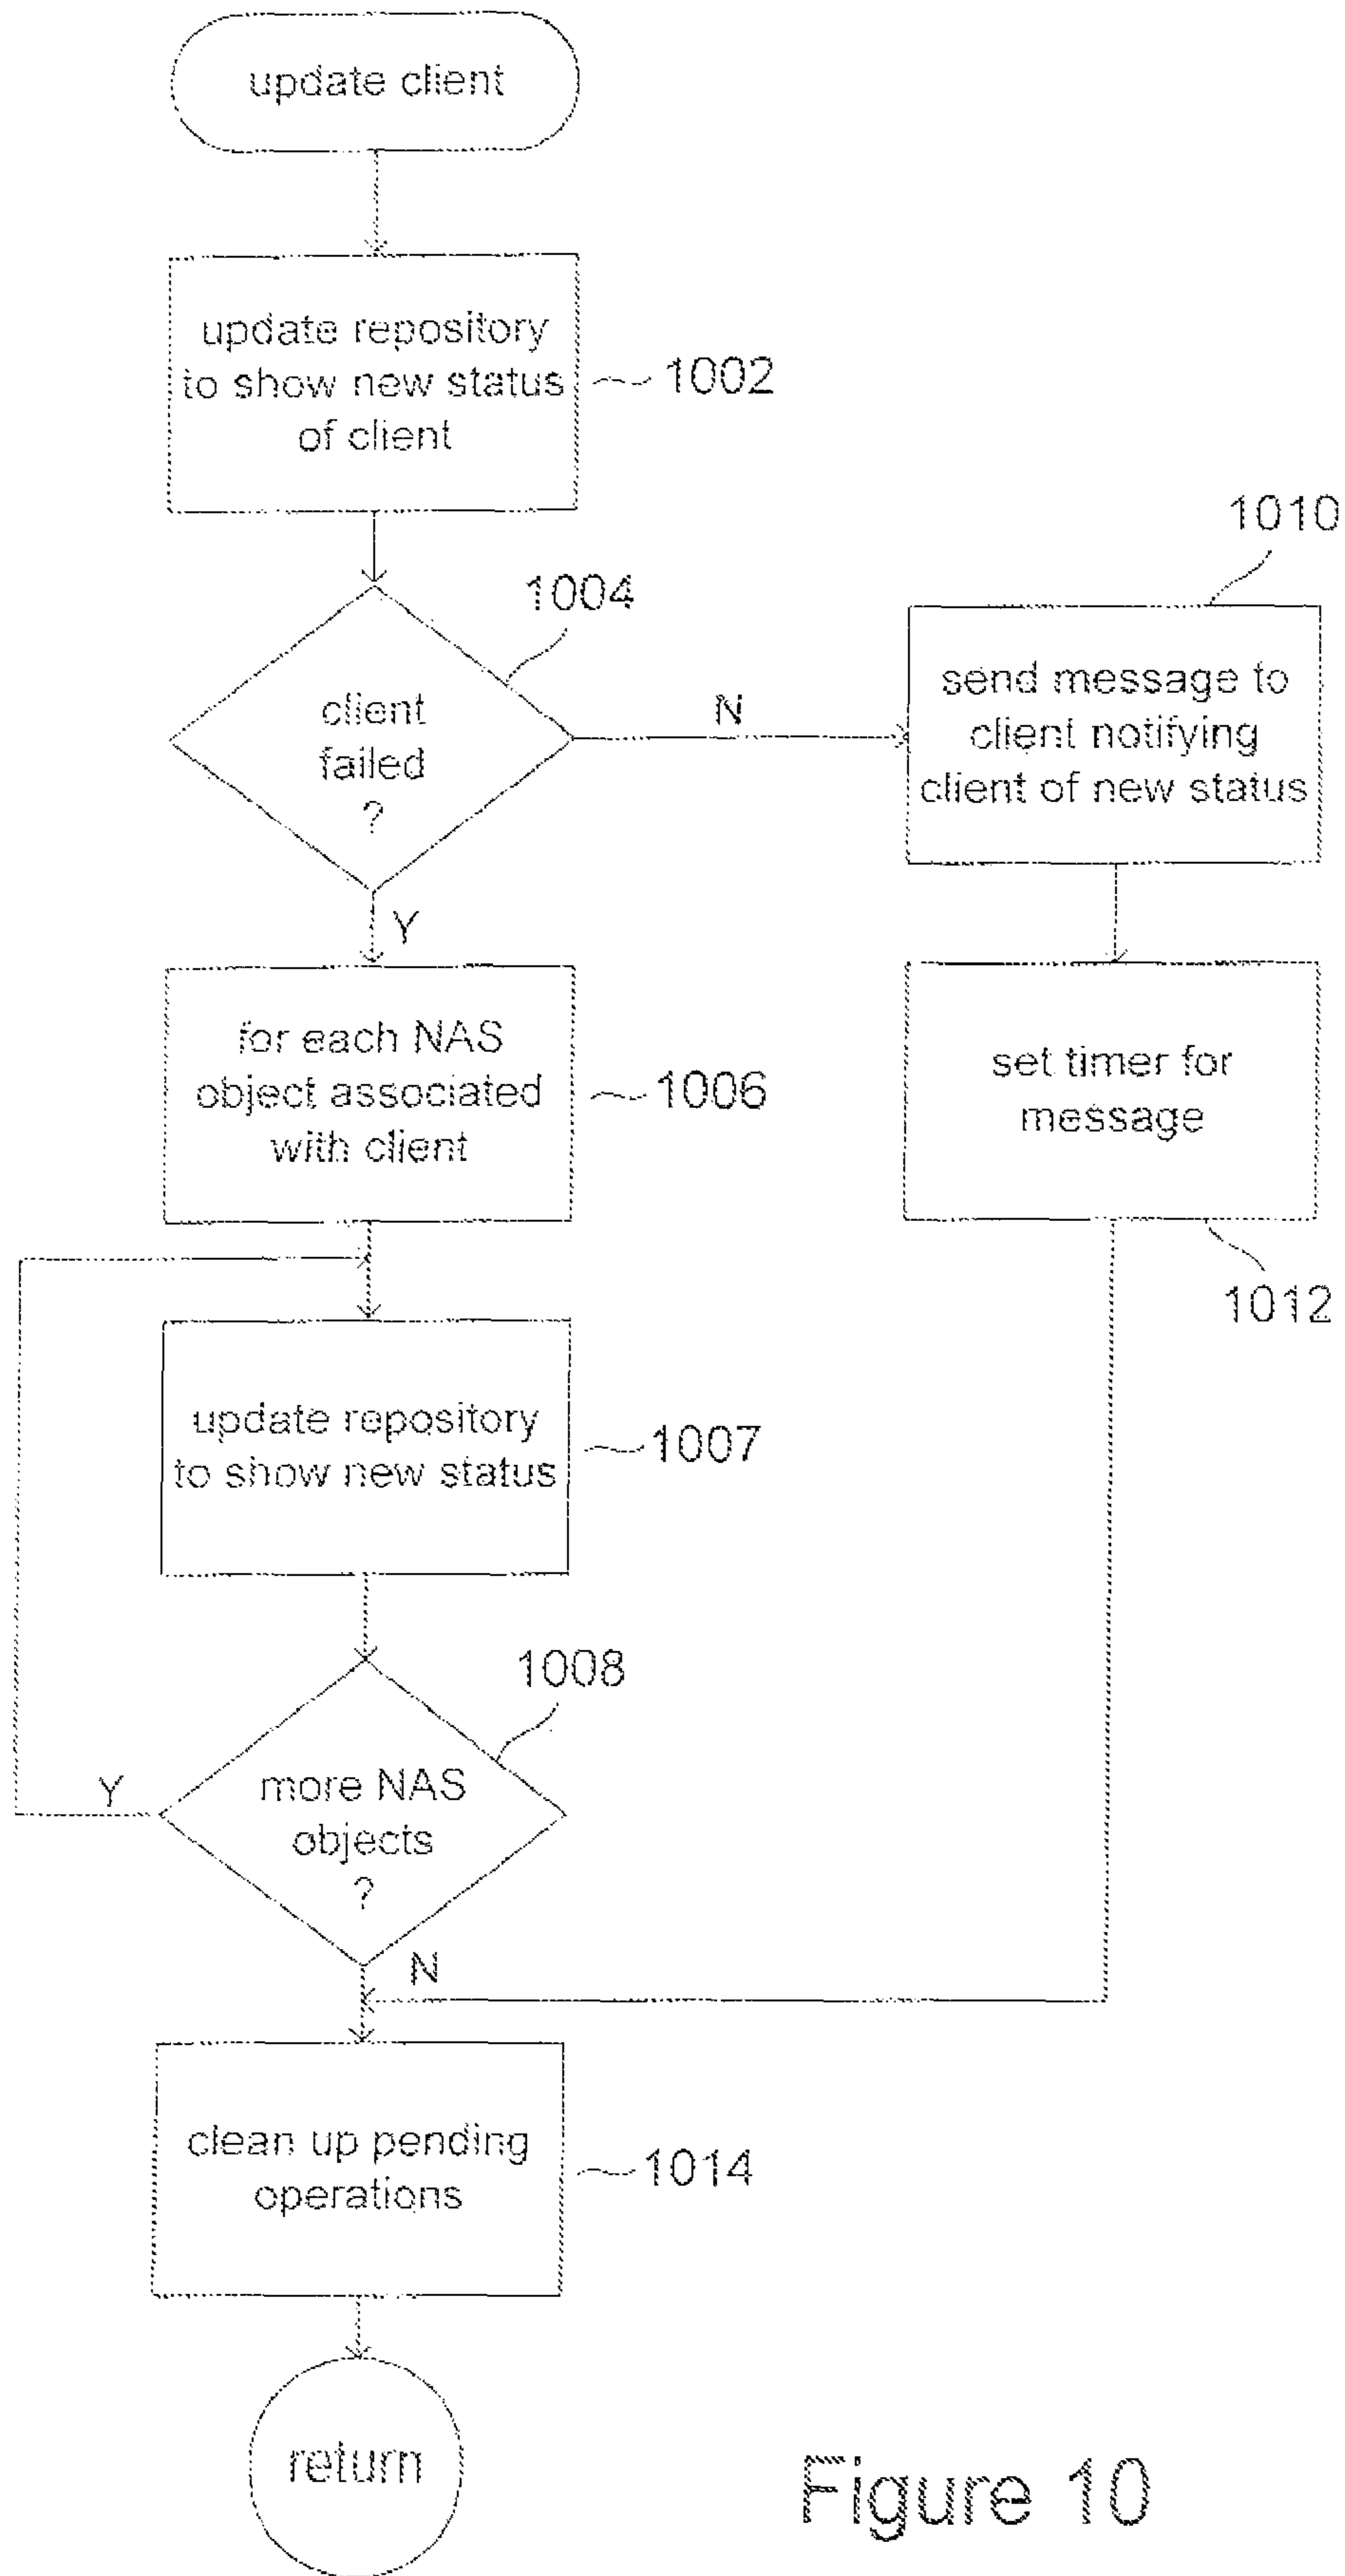 update client
update repository
to show new status
of client
1002
1004
client
failed
?
N
Y
1010
send message to
client notifying
client of new status
for each NAS
object associated
with client
1006
set timer for
message
1012
update repository
to show new status
1007
1008
more NAS
objects
?
Y
N
clean up pending
operations
1014
return
Figure 10